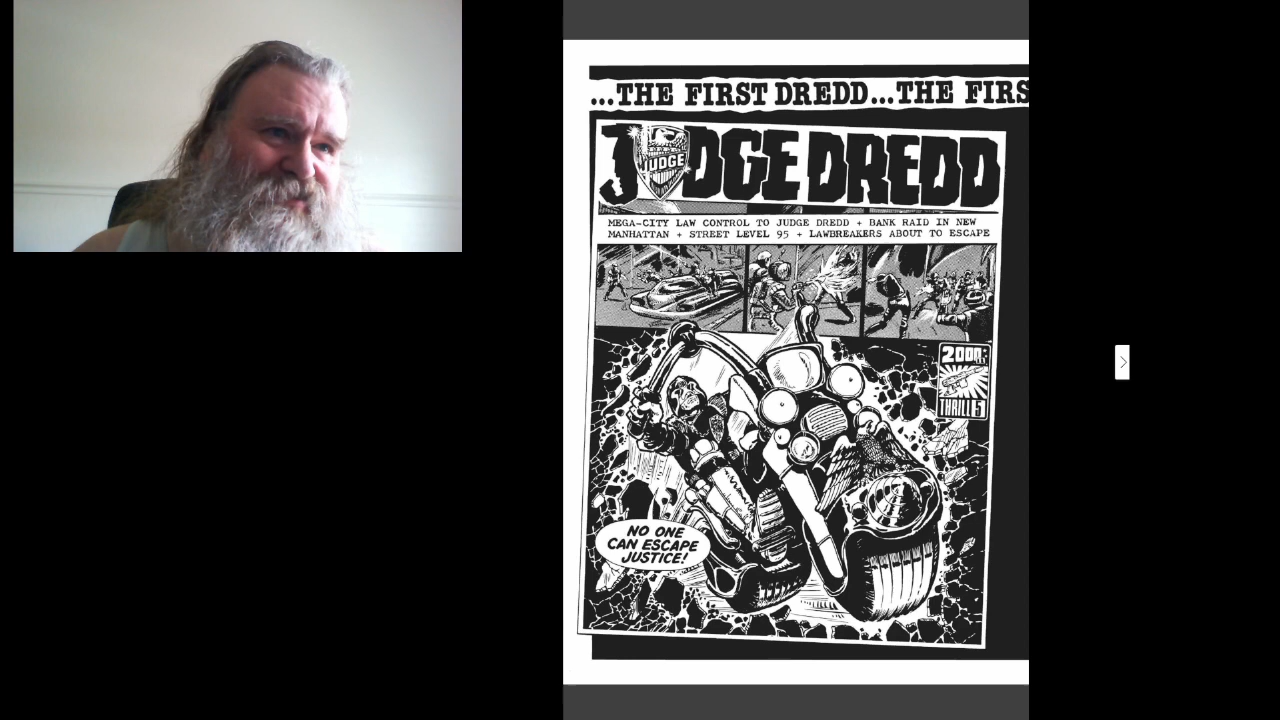 ...THE FIRST DREDD...THE FIRS
JUDGE DREDD
JUDGE
MEGA-CITY LAW CONTROL TO JUDGE DREDD + BANK RAID IN NEW
MANHATTAN + STREET LEVEL 95 + LAWBREAKERS ABOUT TO ESCAPE
2000
THRILL 5
NO ONE
CAN ESCAPE
JUSTICE!